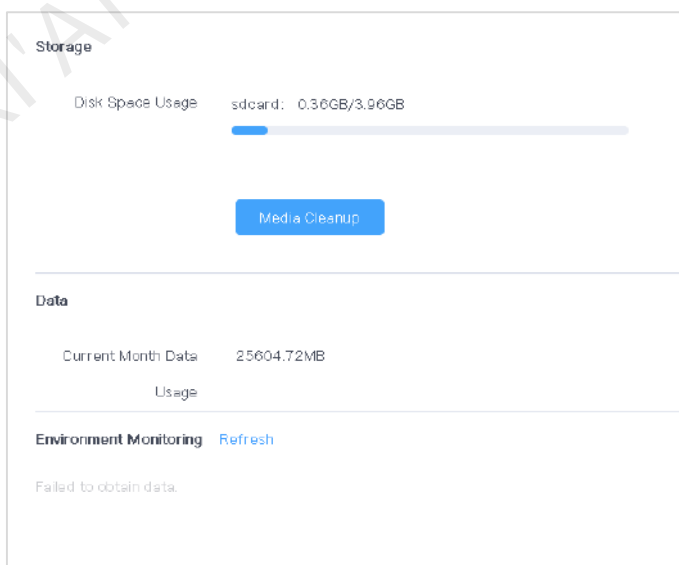 Storage
Disk Space Usage
sdcard: 0.36GB/3.96GB
Media Cleanup
Data
Current Month Data Usage
25604.72MB
Environment Monitoring Refresh
Failed to obtain data.